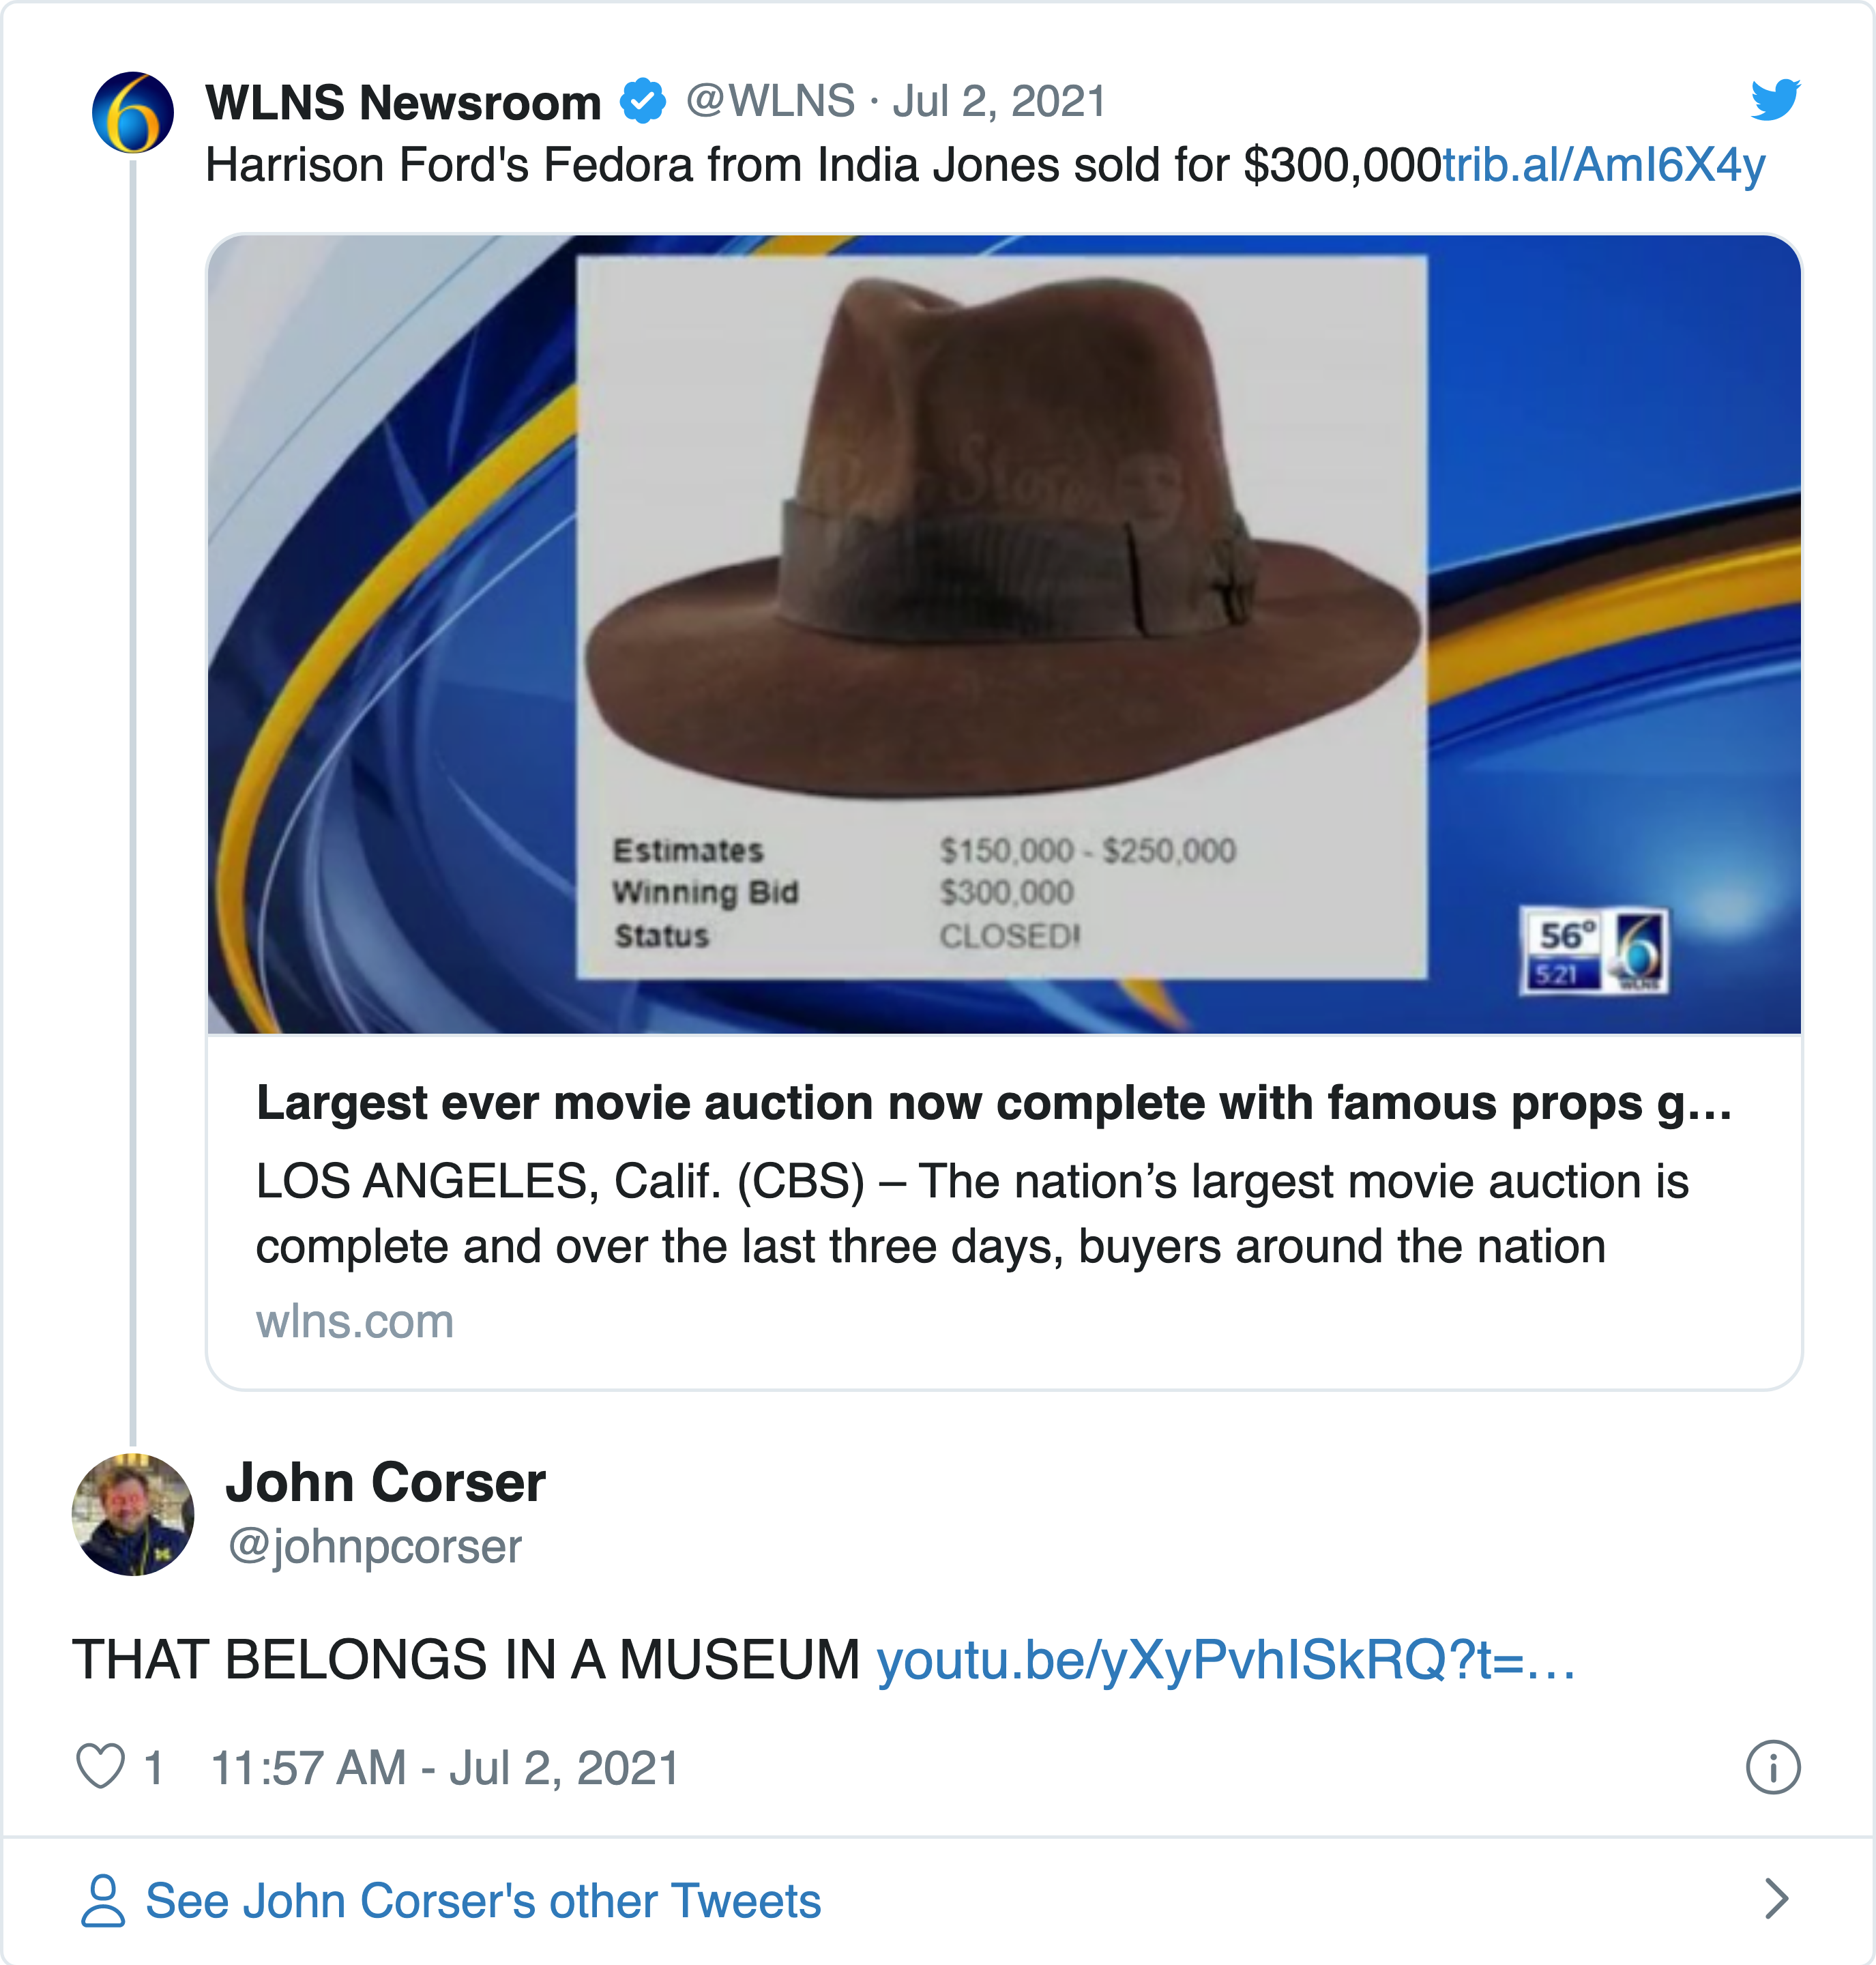 WLNS Newsroom @WLNS · Jul 2, 2021
Harrison Ford's Fedora from India Jones sold for $300,000trib.al/AmI6X4y
Estimates $150,000 - $250,000
Winning Bid $300,000
Status CLOSED!
56°
5:21
6
WLNS
Largest ever movie auction now complete with famous props g...
LOS ANGELES, Calif. (CBS) – The nation’s largest movie auction is
complete and over the last three days, buyers around the nation
wlns.com
John Corser
@johnpcorser
THAT BELONGS IN A MUSEUM youtu.be/yXyPvhISkRQ?t=…
1 11:57 AM - Jul 2, 2021
See John Corser's other Tweets